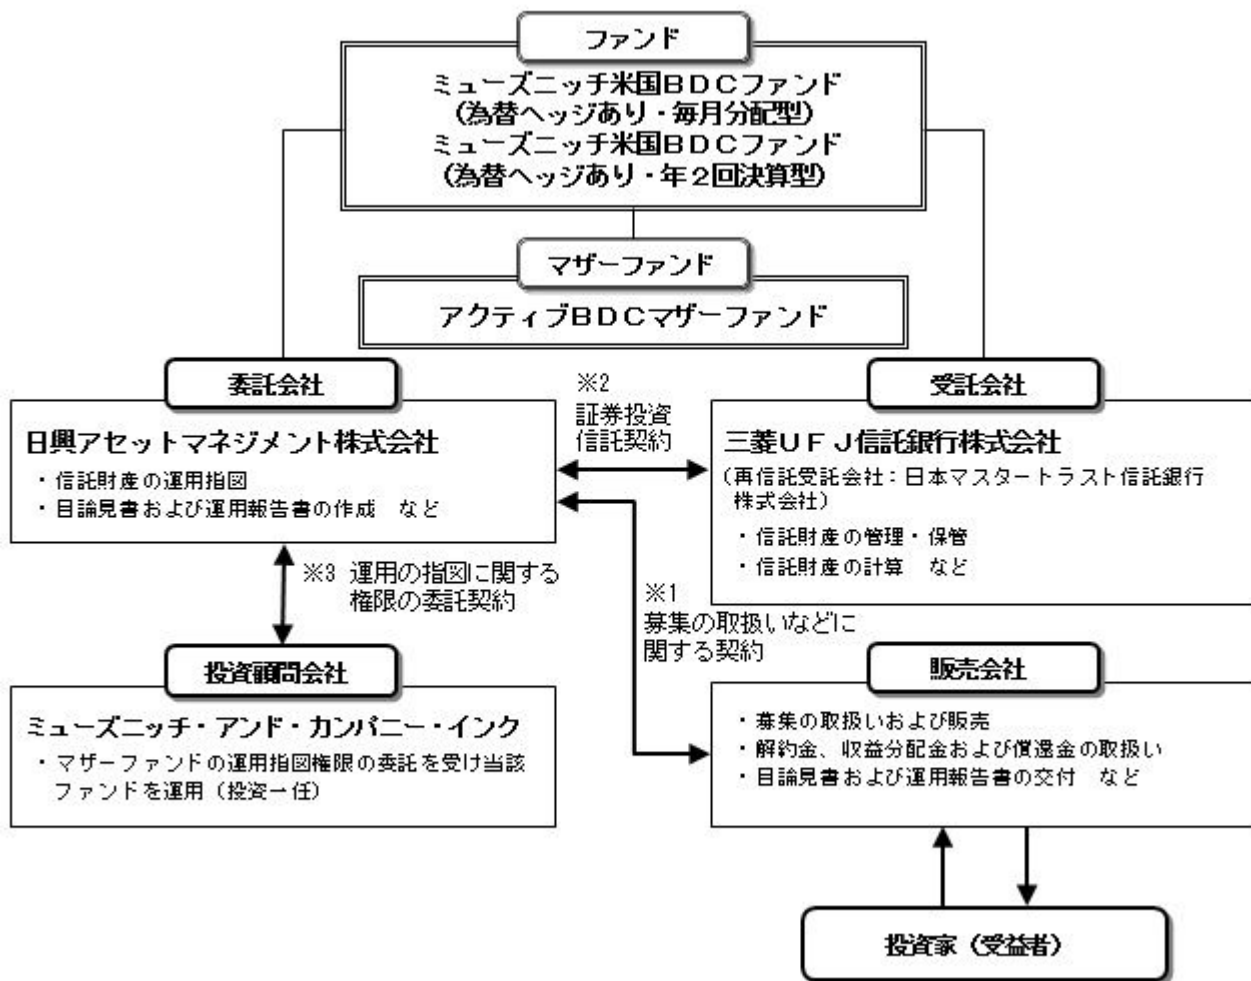 ファンド
ミューズニッチ米国BDCファンド
(為替ヘッジあり・毎月分配型)
ミューズニッチ米国BDCファンド
(為替ヘッジあり・年2回決算型)
マザーファンド
アクティブBDCマザーファンド
委託会社
日興アセットマネジメント株式会社
・信託財産の運用指図
・目論見書および運用報告書の作成 など
※2
証券投資
信託契約
受託会社
三菱UFJ信託銀行株式会社
(再信託受託会社:日本マスタートラスト信託銀行
株式会社)
・信託財産の管理・保管
・信託財産の計算 など
※3 運用の指図に関する
権限の委託契約
※1
募集の取扱いなどに
関する契約
投資顧問会社
ミューズニッチ・アンド・カンパニー・インク
・マザーファンドの運用指図権限の委託を受け当該
ファンドを運用(投資一任)
販売会社
・募集の取扱いおよび販売
・解約金、収益分配金および償還金の取扱い
・目論見書および運用報告書の交付 など
投資家(受益者)